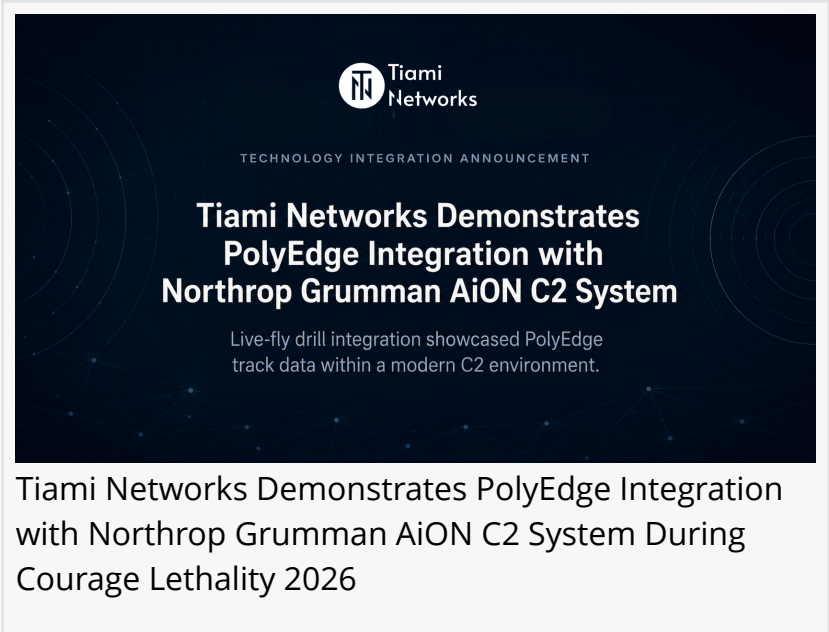 Tiami
Networks
TECHNOLOGY INTEGRATION ANNOUNCEMENT
Tiami Networks Demonstrates
PolyEdge Integration with
Northrop Grumman AiON C2 System
Live-fly drill integration showcased PolyEdge
track data within a modern C2 environment.
Tiami Networks Demonstrates PolyEdge Integration
with Northrop Grumman AiON C2 System During
Courage Lethality 2026